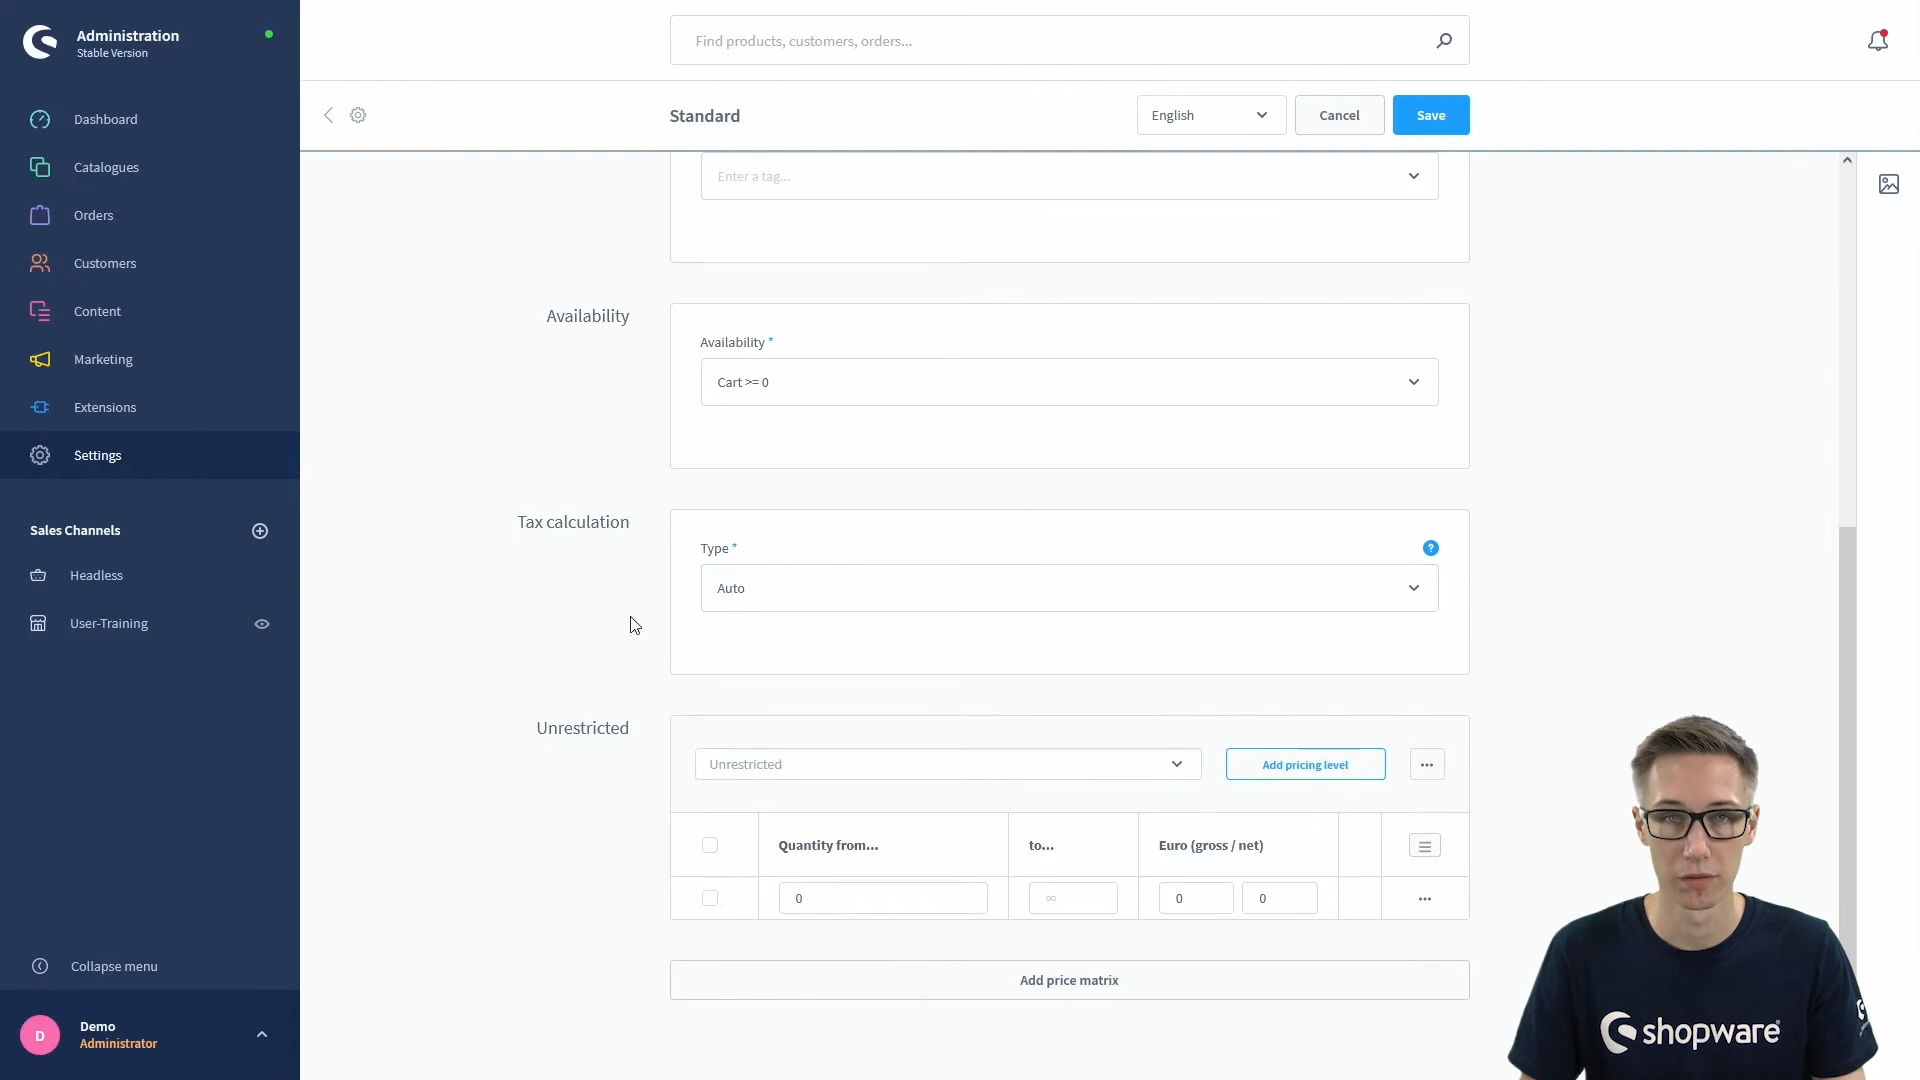 Administration
Stable Version
Find products, customers, orders...
Dashboard
Catalogues
Orders
Customers
Content
Marketing
Extensions
Settings
Sales Channels
Headless
User-Training
Collapse menu
D
Demo
Administrator
Standard
English
Cancel
Save
Enter a tag...
Availability
Availability *
Cart >= 0
Tax calculation
Type *
?
Auto
Unrestricted
Unrestricted
Add pricing level
Quantity from...
to...
Euro (gross / net)
0
∞
0
0
Add price matrix
shopware